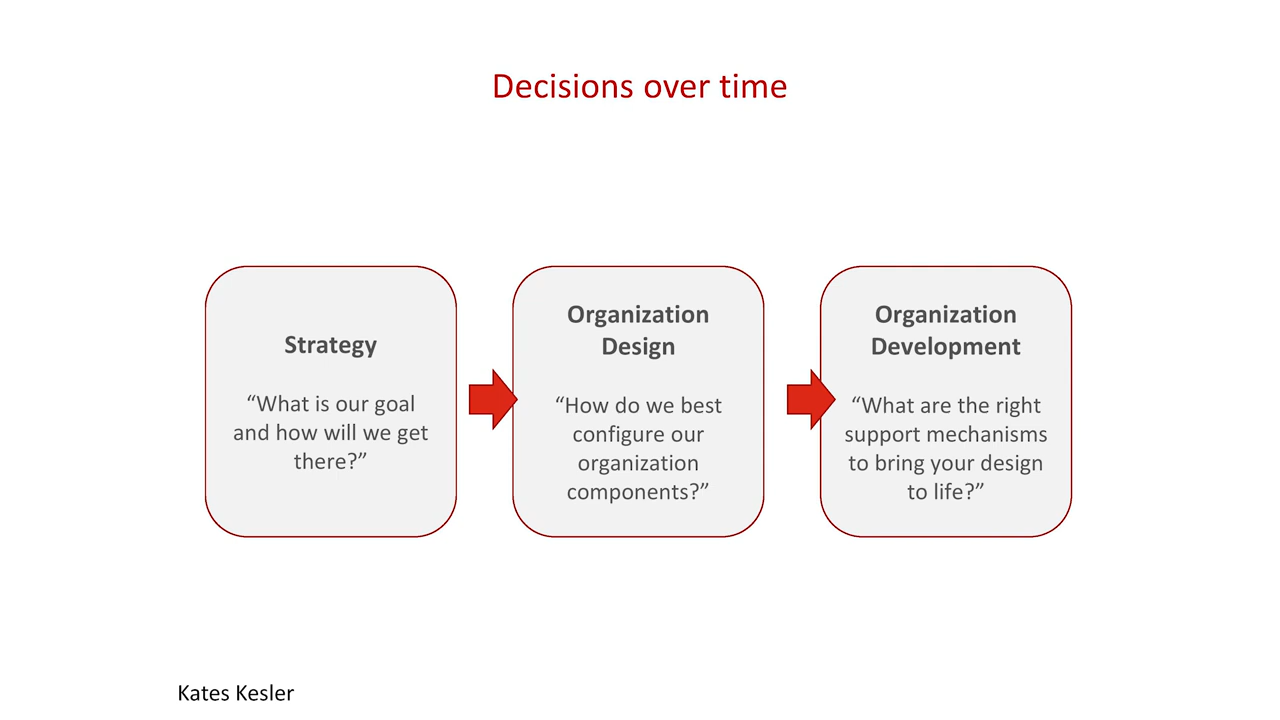 Decisions over time
Strategy
“What is our goal
and how will we get
there?”
Organization
Design
“How do we best
configure our
organization
components?”
Organization
Development
“What are the right
support mechanisms
to bring your design
to life?”
Kates Kesler